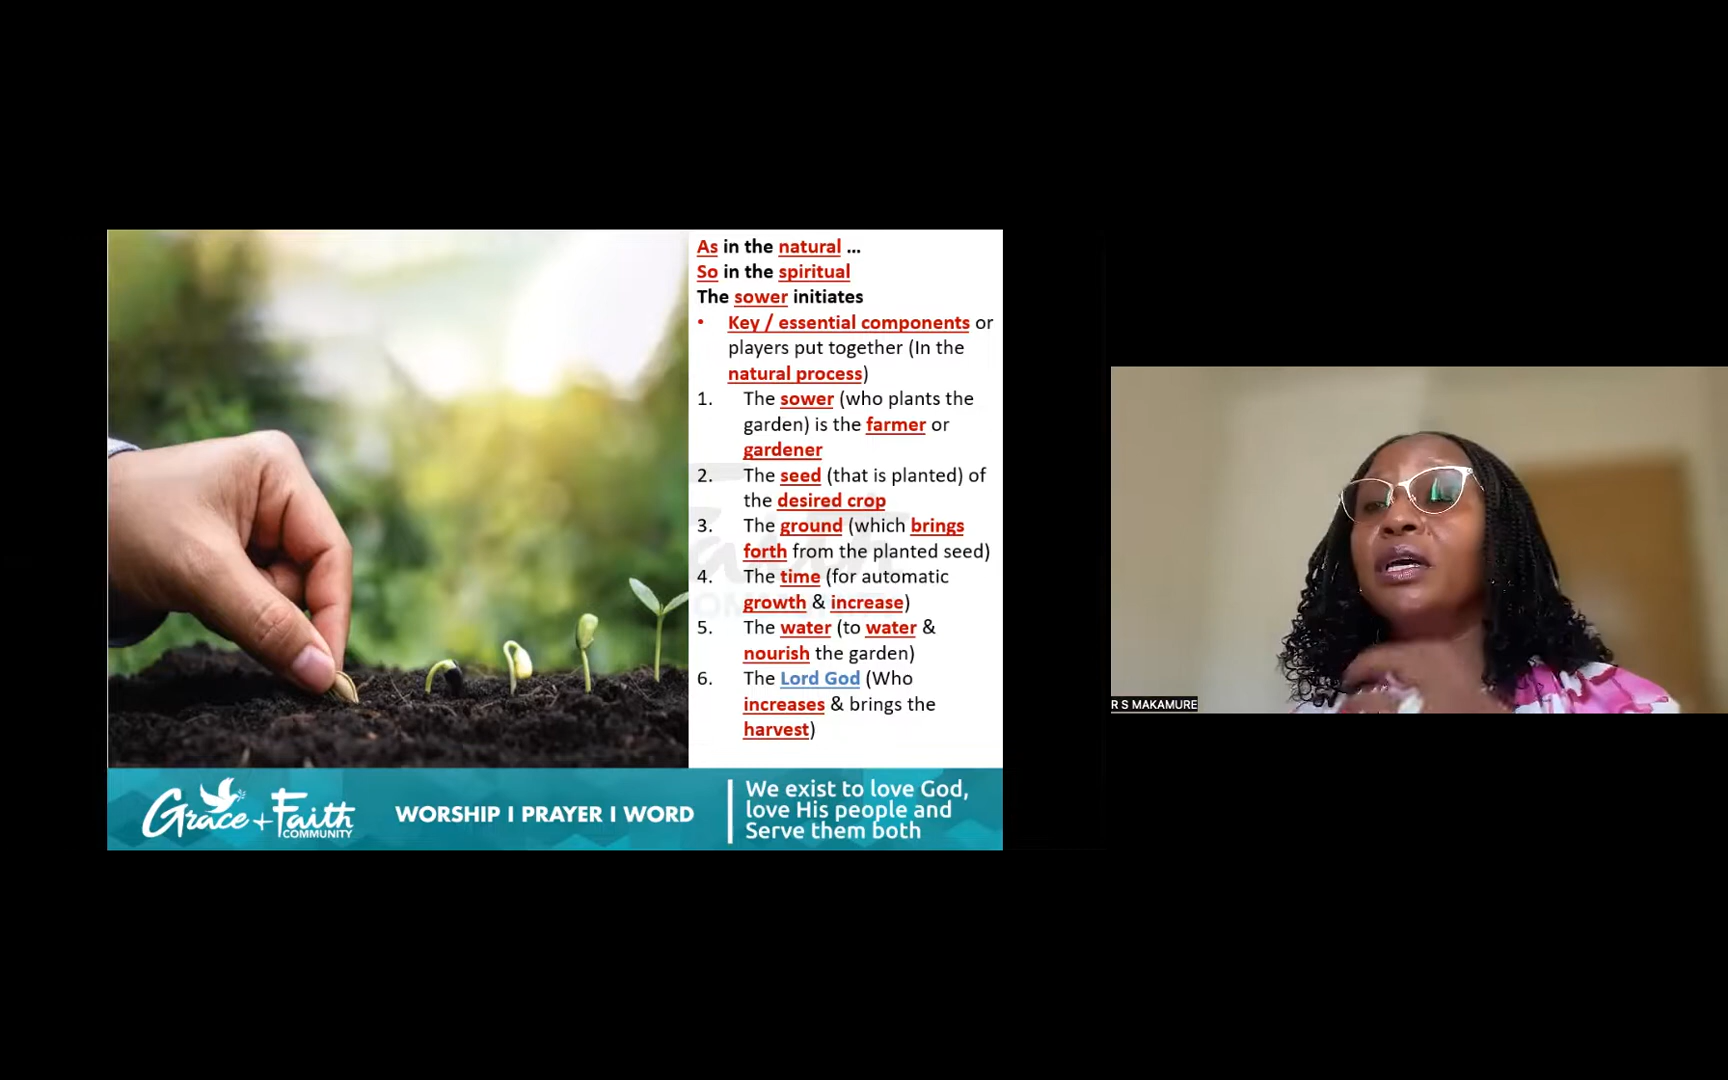 As in the natural ...
So in the spiritual
The sower initiates
• Key / essential components or
players put together (In the
natural process)
1. The sower (who plants the
garden) is the farmer or
gardener
2. The seed (that is planted) of
the desired crop
3. The ground (which brings
forth from the planted seed)
4. The time (for automatic
growth & increase)
5. The water (to water &
nourish the garden)
6. The Lord God (Who
increases & brings the
harvest)
Grace + Faith
COMMUNITY
WORSHIP I PRAYER I WORD
We exist to love God,
love His people and
Serve them both
R S MAKAMURE